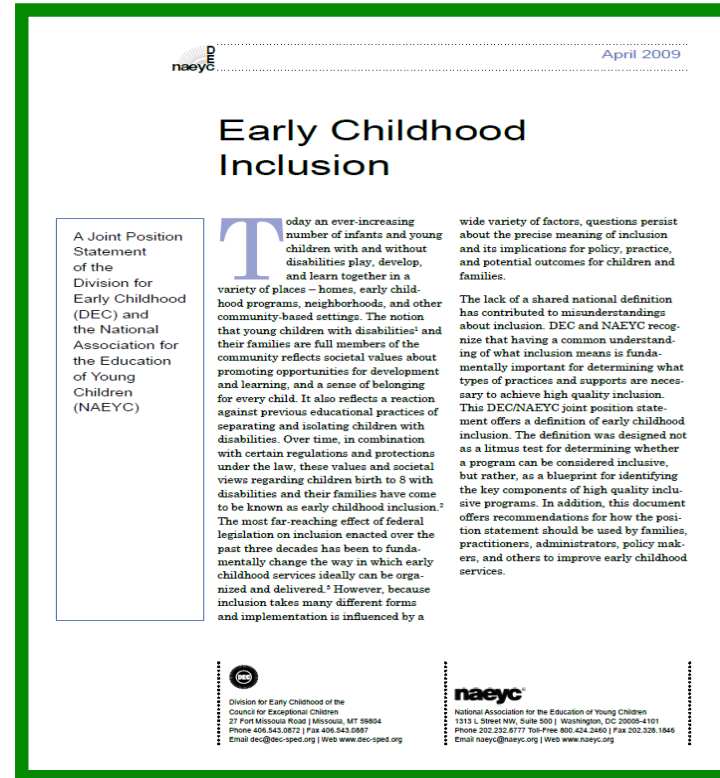 DEC
naeyc
April 2009
Early Childhood
Inclusion
A Joint Position
Statement
of the
Division for
Early Childhood
(DEC) and
the National
Association for
the Education
of Young
Children
(NAEYC)
Today an ever-increasing
number of infants and young
children with and without
disabilities play, develop,
and learn together in a
variety of places – homes, early child-
hood programs, neighborhoods, and other
community-based settings. The notion
that young children with disabilities¹ and
their families are full members of the
community reflects societal values about
promoting opportunities for development
and learning, and a sense of belonging
for every child. It also reflects a reaction
against previous educational practices of
separating and isolating children with
disabilities. Over time, in combination
with certain regulations and protections
under the law, these values and societal
views regarding children birth to 8 with
disabilities and their families have come
to be known as early childhood inclusion.²
The most far-reaching effect of federal
legislation on inclusion enacted over the
past three decades has been to funda-
mentally change the way in which early
childhood services ideally can be orga-
nized and delivered.³ However, because
inclusion takes many different forms
and implementation is influenced by a
wide variety of factors, questions persist
about the precise meaning of inclusion
and its implications for policy, practice,
and potential outcomes for children and
families.
The lack of a shared national definition
has contributed to misunderstandings
about inclusion. DEC and NAEYC recog-
nize that having a common understand-
ing of what inclusion means is funda-
mentally important for determining what
types of practices and supports are neces-
sary to achieve high quality inclusion.
This DEC/NAEYC joint position state-
ment offers a definition of early childhood
inclusion. The definition was designed not
as a litmus test for determining whether
a program can be considered inclusive,
but rather, as a blueprint for identifying
the key components of high quality inclu-
sive programs. In addition, this document
offers recommendations for how the posi-
tion statement should be used by families,
practitioners, administrators, policy mak-
ers, and others to improve early childhood
services.
DEC
Division for Early Childhood of the
Council for Exceptional Children
27 Fort Missoula Road | Missoula, MT 59804
Phone 406.543.0872 | Fax 406.543.0887
Email dec@dec-sped.org | Web www.dec-sped.org
naeyc®
National Association for the Education of Young Children
1313 L Street NW, Suite 500 | Washington, DC 20005-4101
Phone 202.232.8777 Toll-Free 800.424.2460 | Fax 202.328.1846
Email naeyc@naeyc.org | Web www.naeyc.org